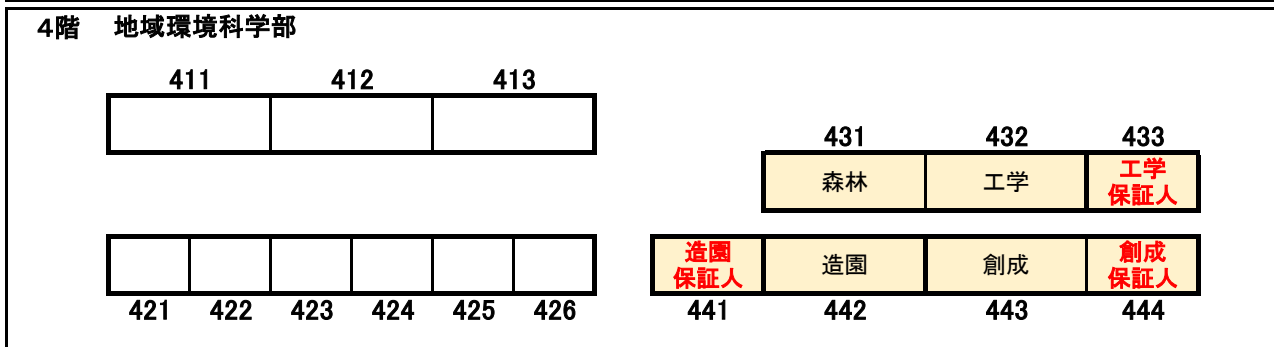 4階 地域環境科学部
411 412 413
431 432 433
森林 工学 工学
保証人
造園
保証人 造園 創成 創成
保証人
421 422 423 424 425 426 441 442 443 444